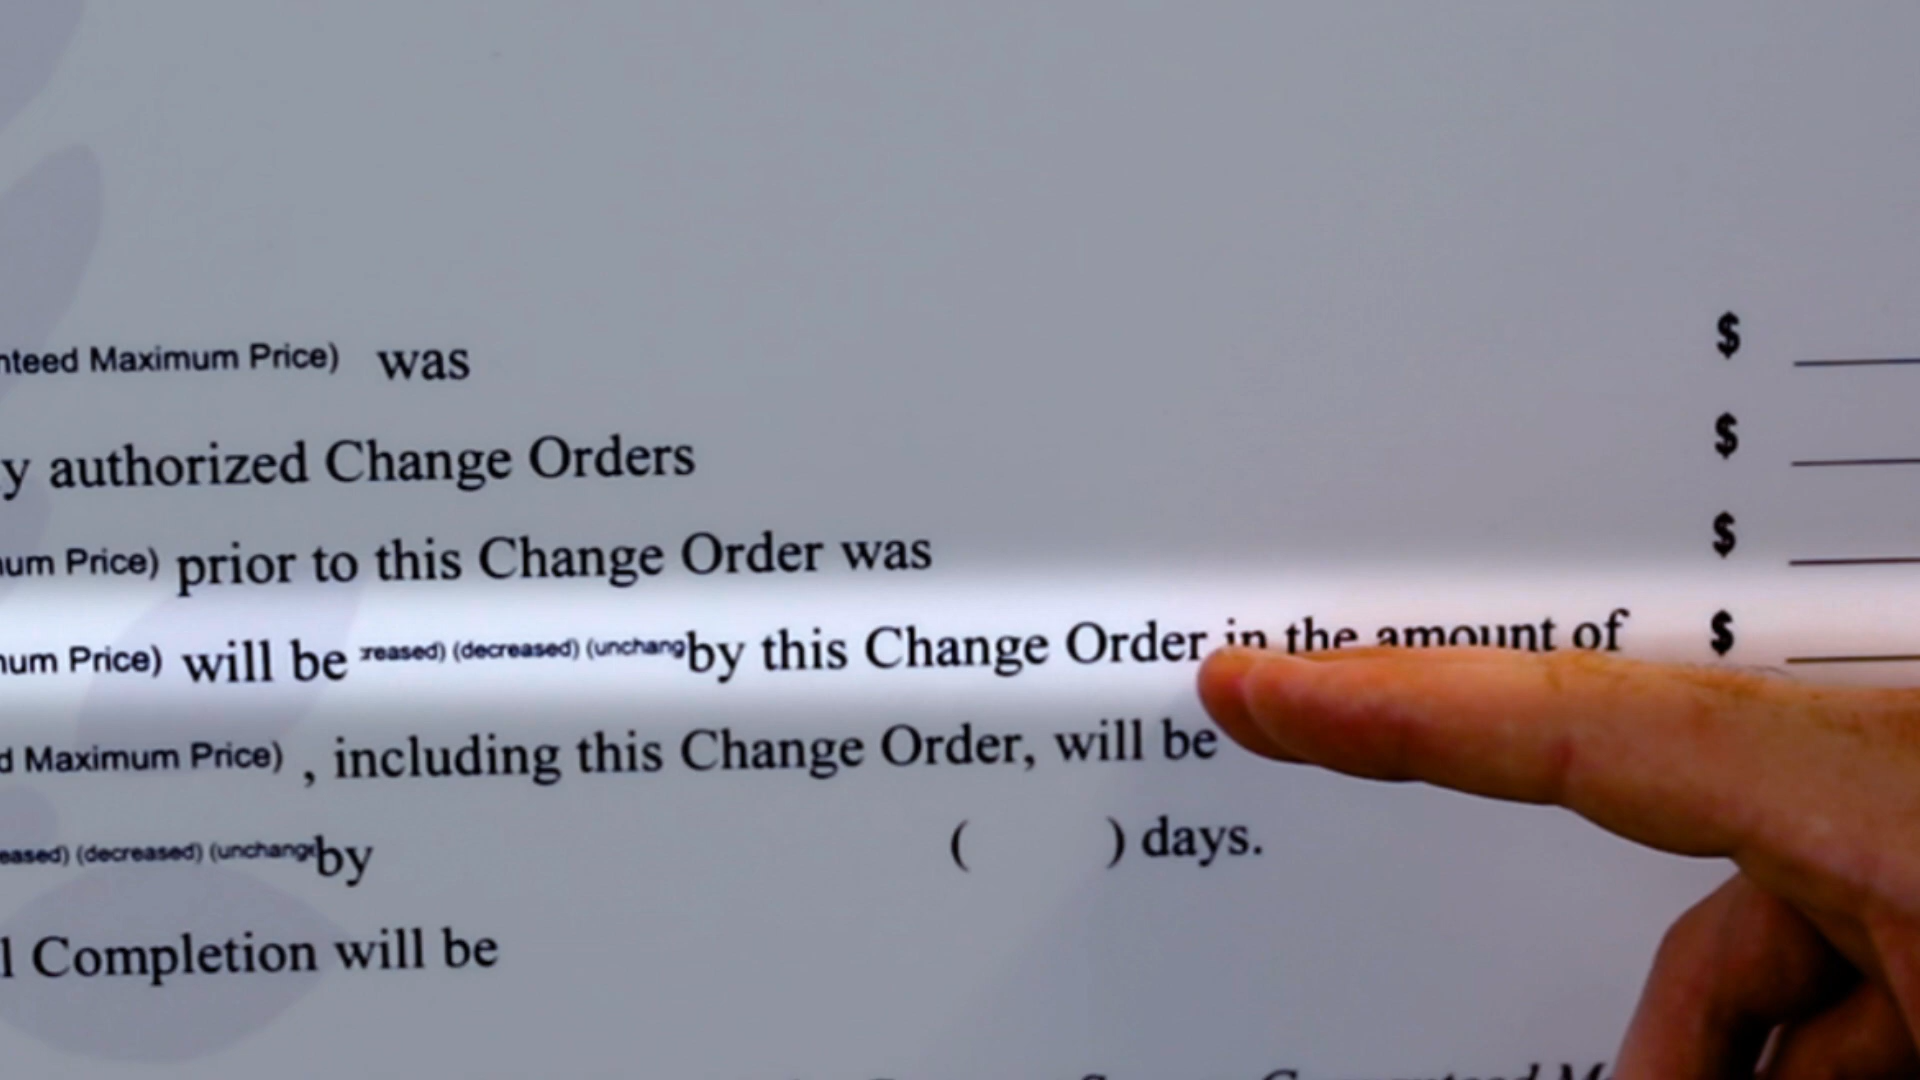 nteed Maximum Price) was $
y authorized Change Orders $
um Price) prior to this Change Order was $
num Price) will be reased) (decreased) (unchang by this Change Order in the amount of $
d Maximum Price) , including this Change Order, will be
eased) (decreased) (unchang by ( ) days.
l Completion will be